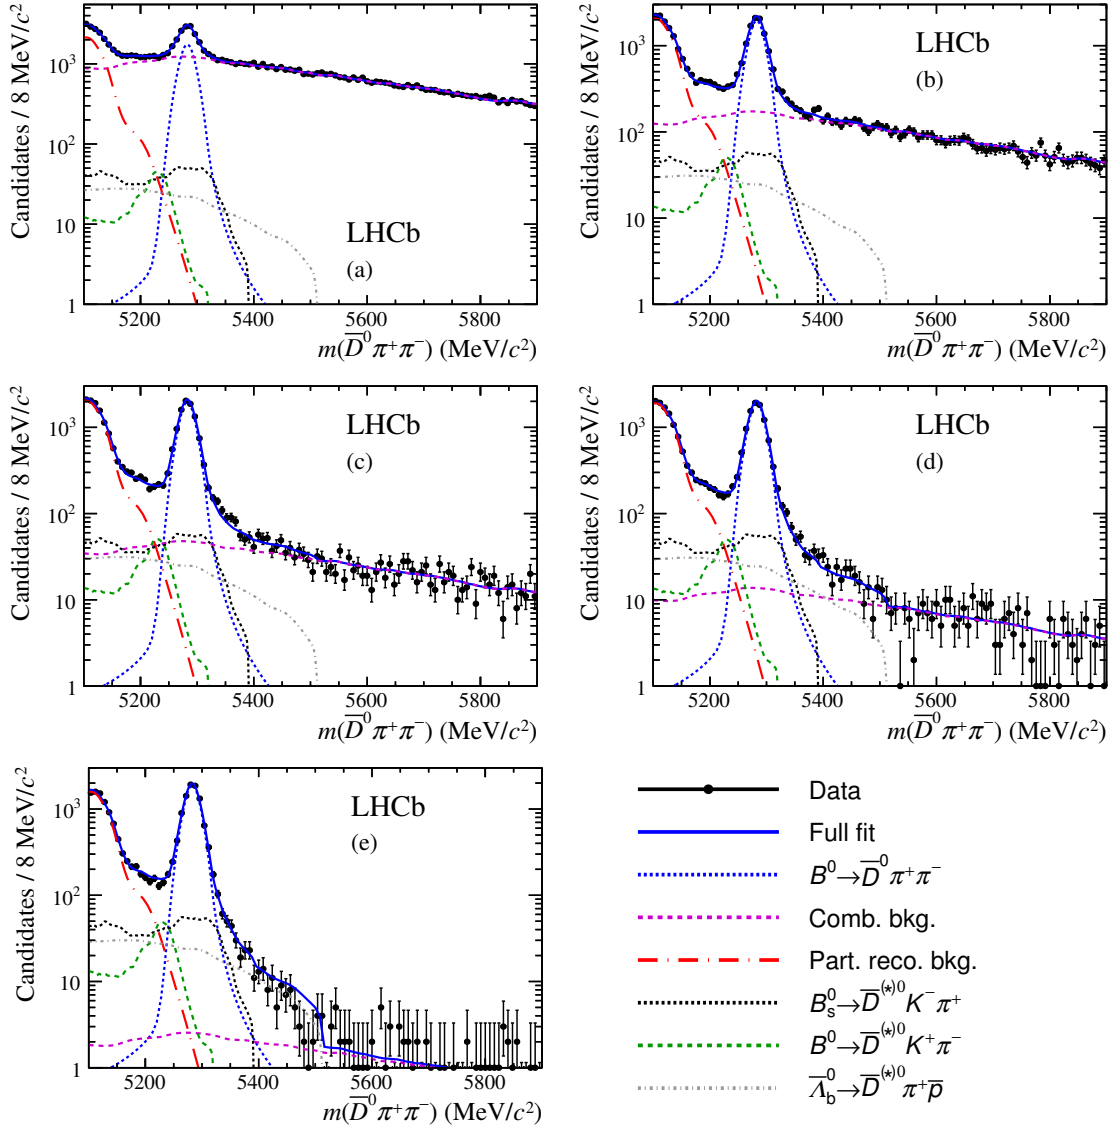 Candidates / 8 MeV/c²
10³
10²
10
1
LHCb
(a)
5200 5400 5600 5800
m(D̅⁰π⁺π⁻) (MeV/c²)
Candidates / 8 MeV/c²
10³
10²
10
1
LHCb
(b)
5200 5400 5600 5800
m(D̅⁰π⁺π⁻) (MeV/c²)
Candidates / 8 MeV/c²
10³
10²
10
1
LHCb
(c)
5200 5400 5600 5800
m(D̅⁰π⁺π⁻) (MeV/c²)
Candidates / 8 MeV/c²
10³
10²
10
1
LHCb
(d)
5200 5400 5600 5800
m(D̅⁰π⁺π⁻) (MeV/c²)
Candidates / 8 MeV/c²
10³
10²
10
1
LHCb
(e)
5200 5400 5600 5800
m(D̅⁰π⁺π⁻) (MeV/c²)
Data
Full fit
B⁰→D̅⁰π⁺π⁻
Comb. bkg.
Part. reco. bkg.
B⁰ₛ→D̅⁽*⁾⁰K⁻π⁺
B⁰→D̅⁽*⁾⁰K⁺π⁻
Λ̅⁰_b→D̅⁽*⁾⁰π⁺p̅